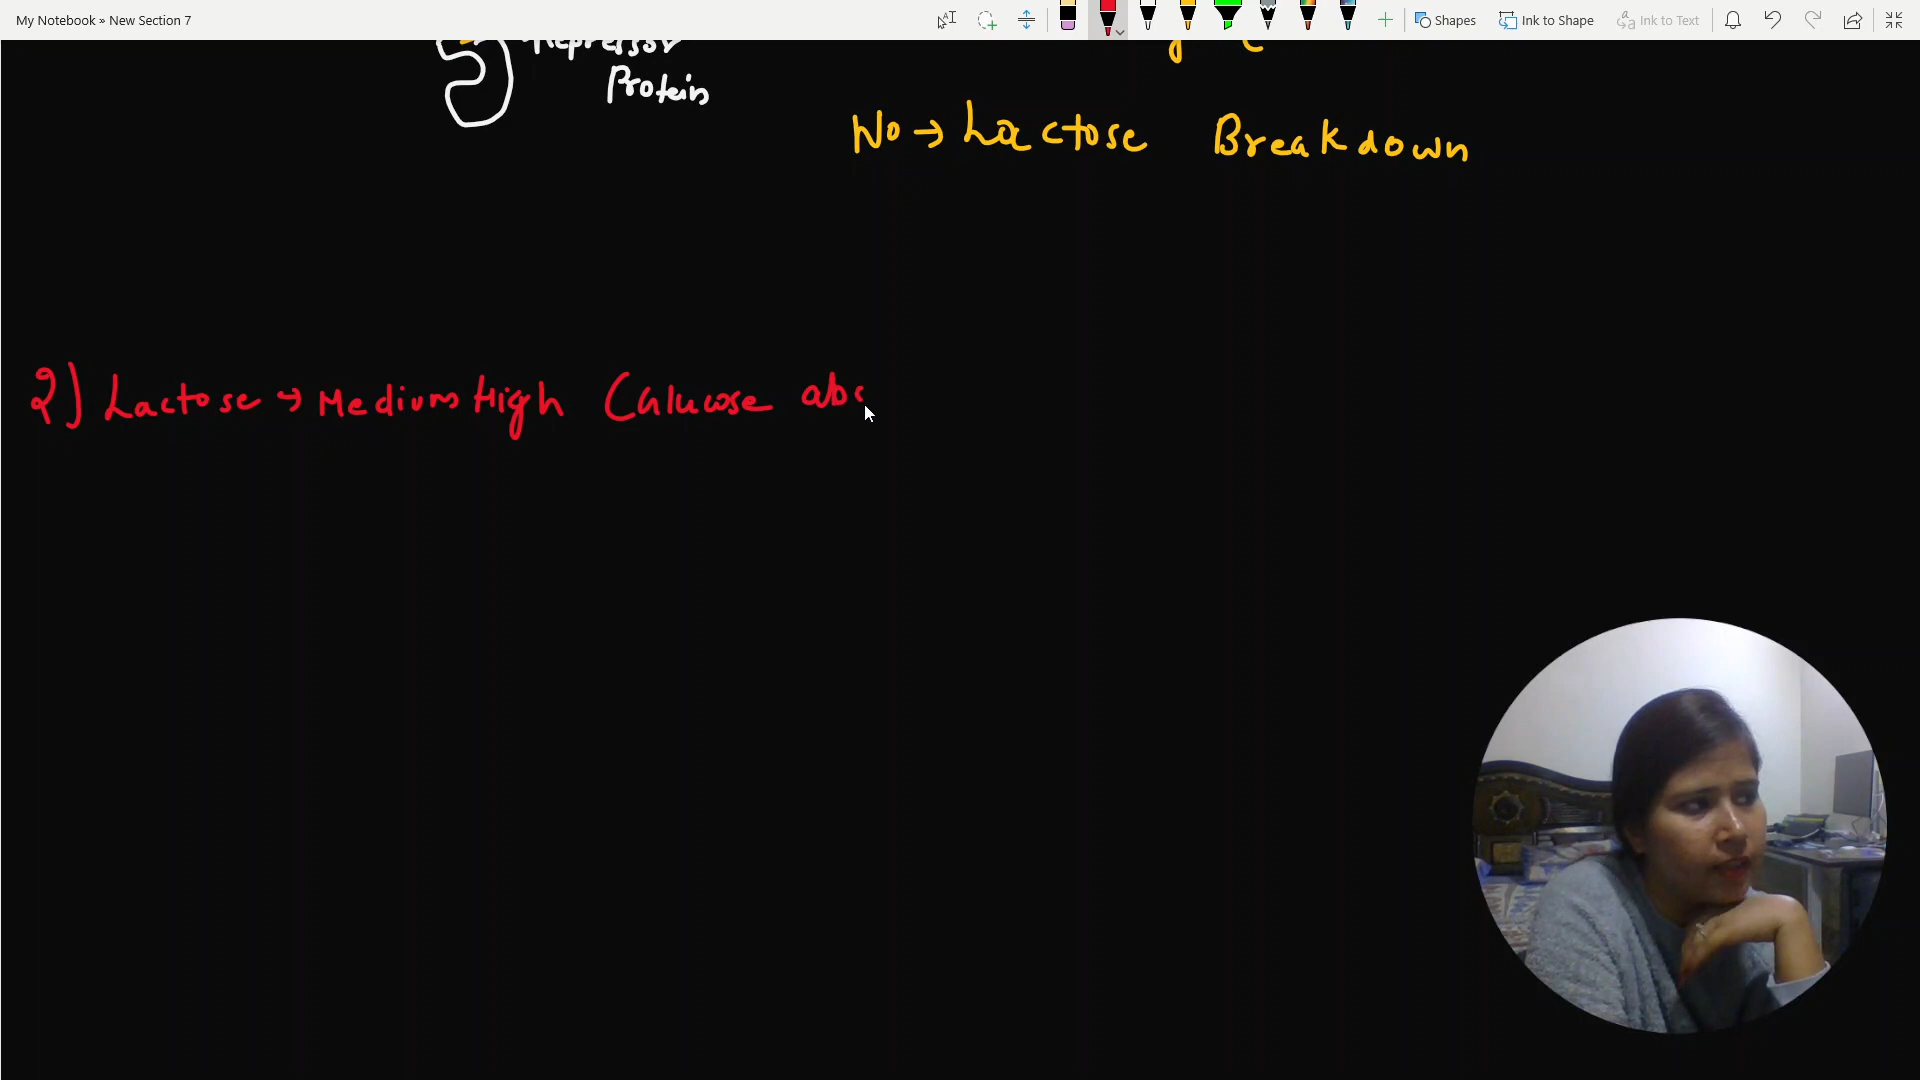 My Notebook » New Section 7
Shapes
Ink to Shape
Ink to Text
Repressor
Protein
No → Lactose Breakdown
2) Lactose → Medium High (Glucose abs